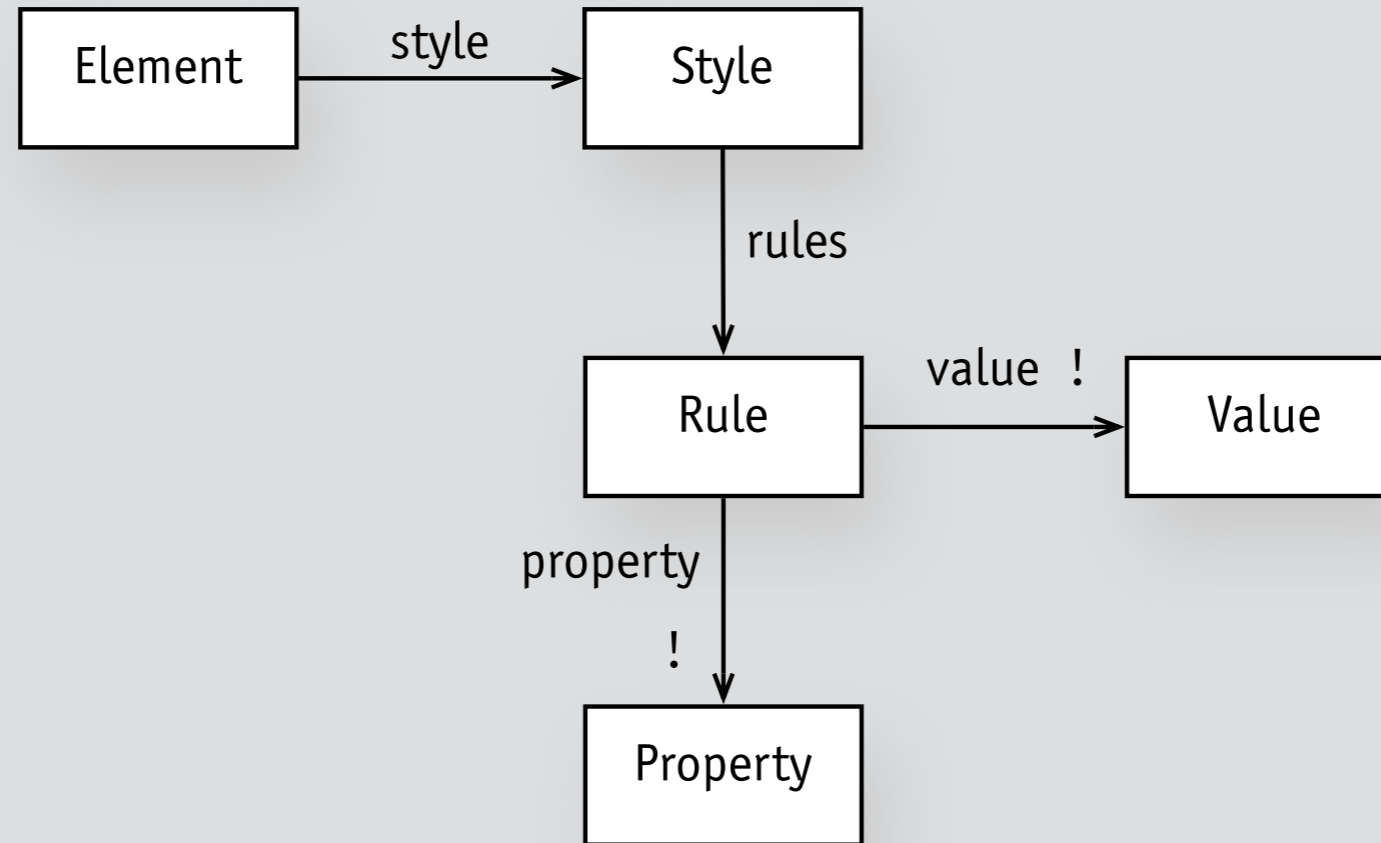 Element
style
Style
rules
Rule
value !
Value
property
!
Property